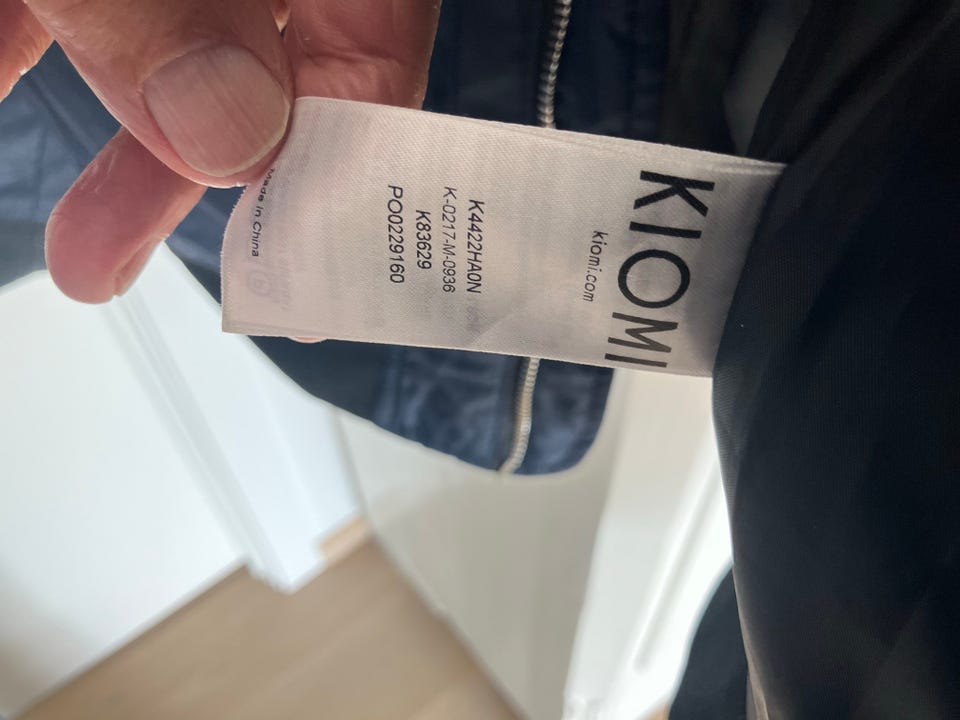 KIOMI
kiomi.com
K4422HA0N
K-0217-M-0936
K83629
PO0229160
Made in China